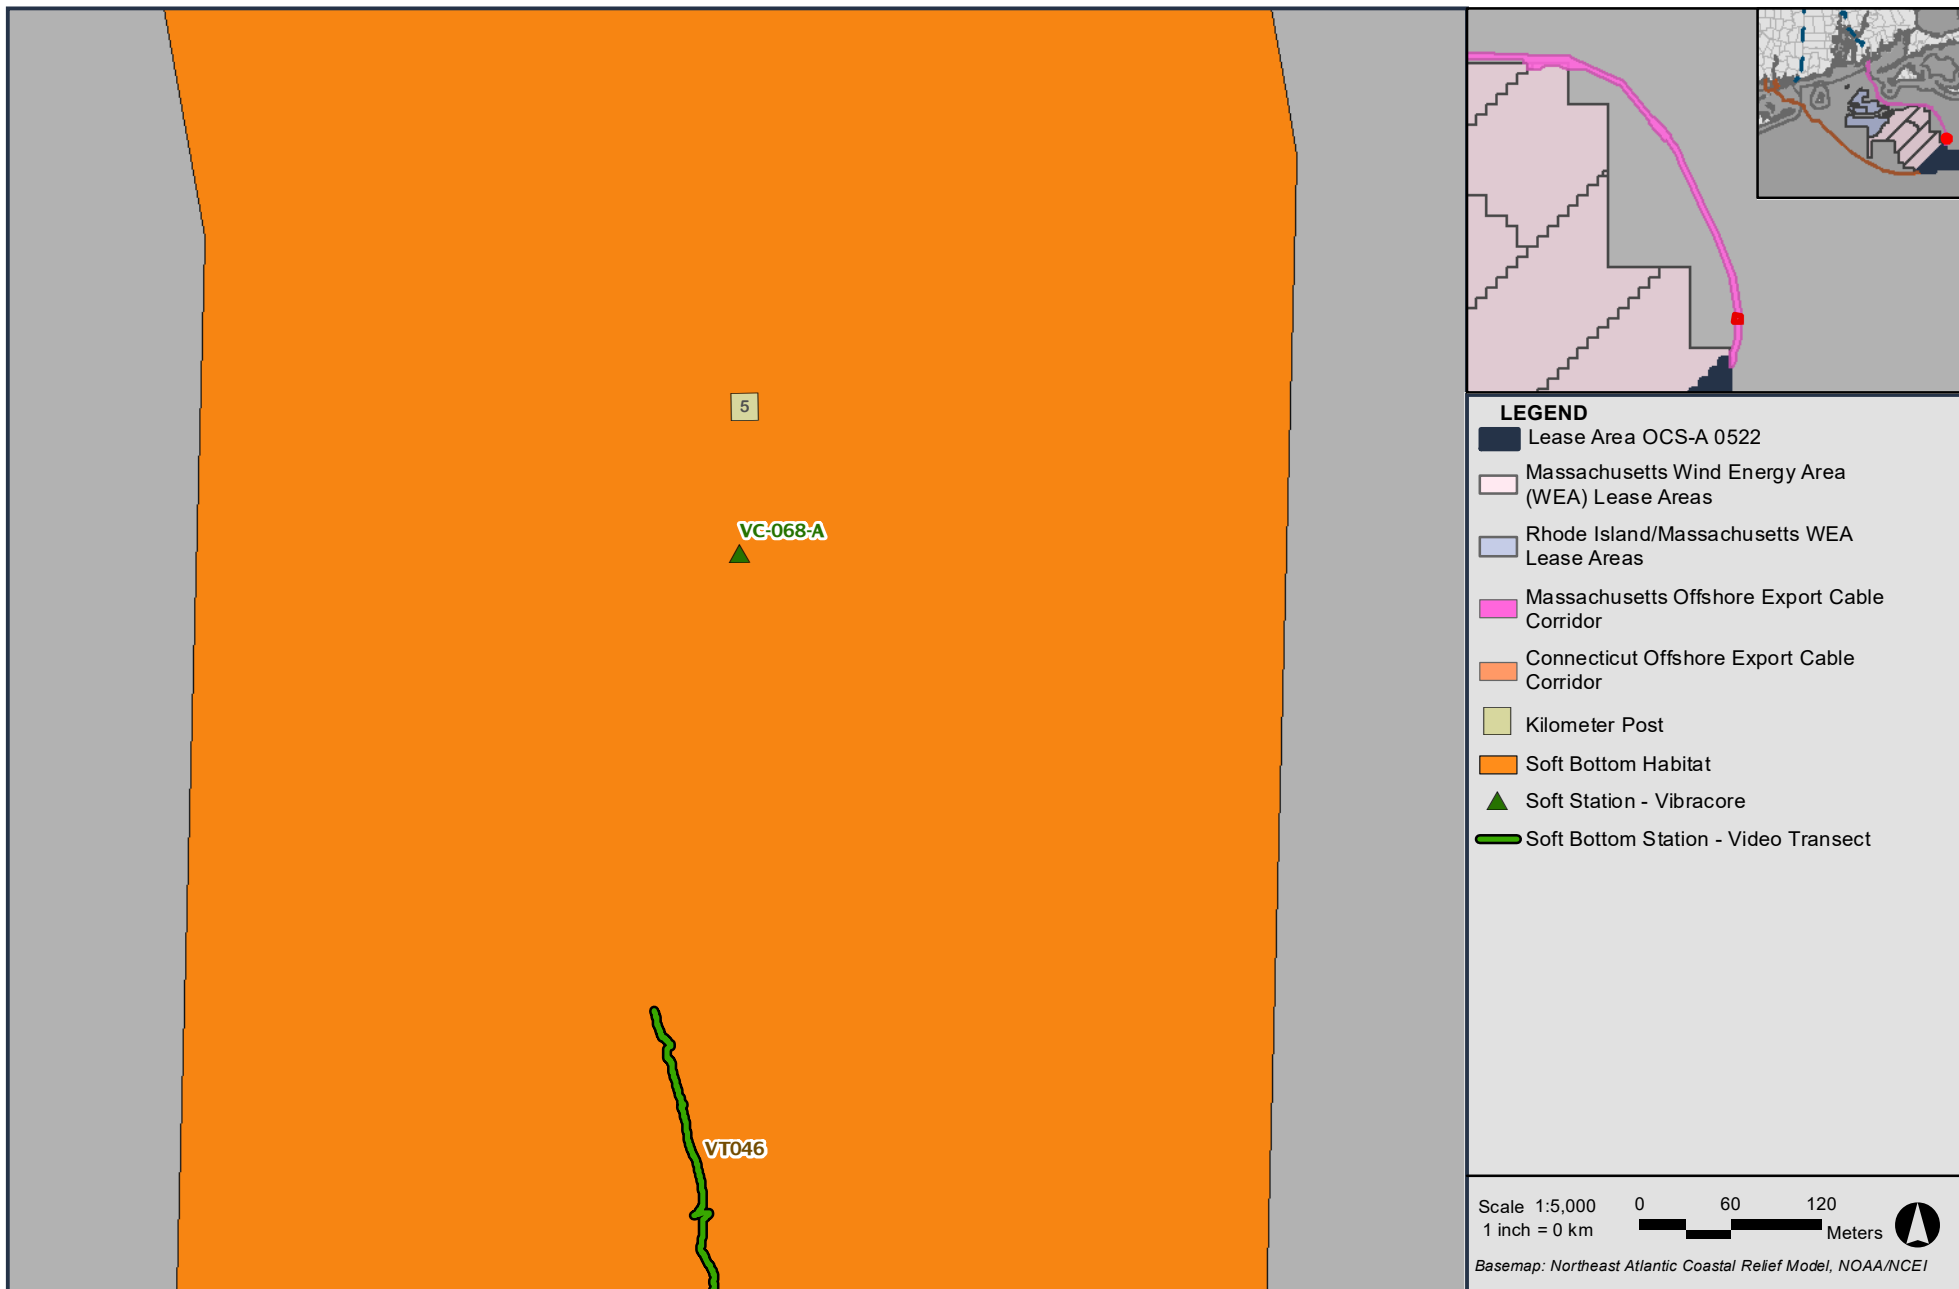 5
VC-068-A
VT046
LEGEND
Lease Area OCS-A 0522
Massachusetts Wind Energy Area
(WEA) Lease Areas
Rhode Island/Massachusetts WEA
Lease Areas
Massachusetts Offshore Export Cable
Corridor
Connecticut Offshore Export Cable
Corridor
Kilometer Post
Soft Bottom Habitat
Soft Station - Vibracore
Soft Bottom Station - Video Transect
Scale 1:5,000
1 inch = 0 km
0 60 120
Meters
Basemap: Northeast Atlantic Coastal Relief Model, NOAA/NCEI